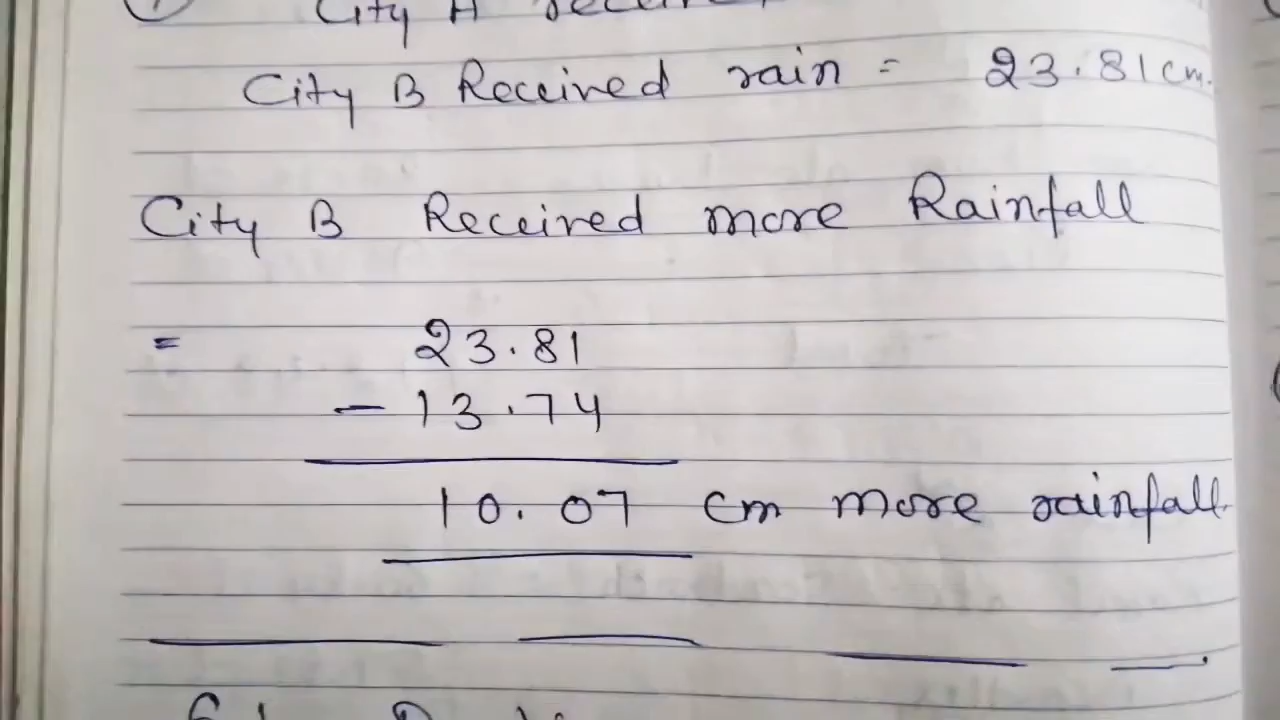 City A
City B Received rain = 23.81 cm.
City B Received more Rainfall
= 23.81
- 13.74
10.07 cm more rainfall.